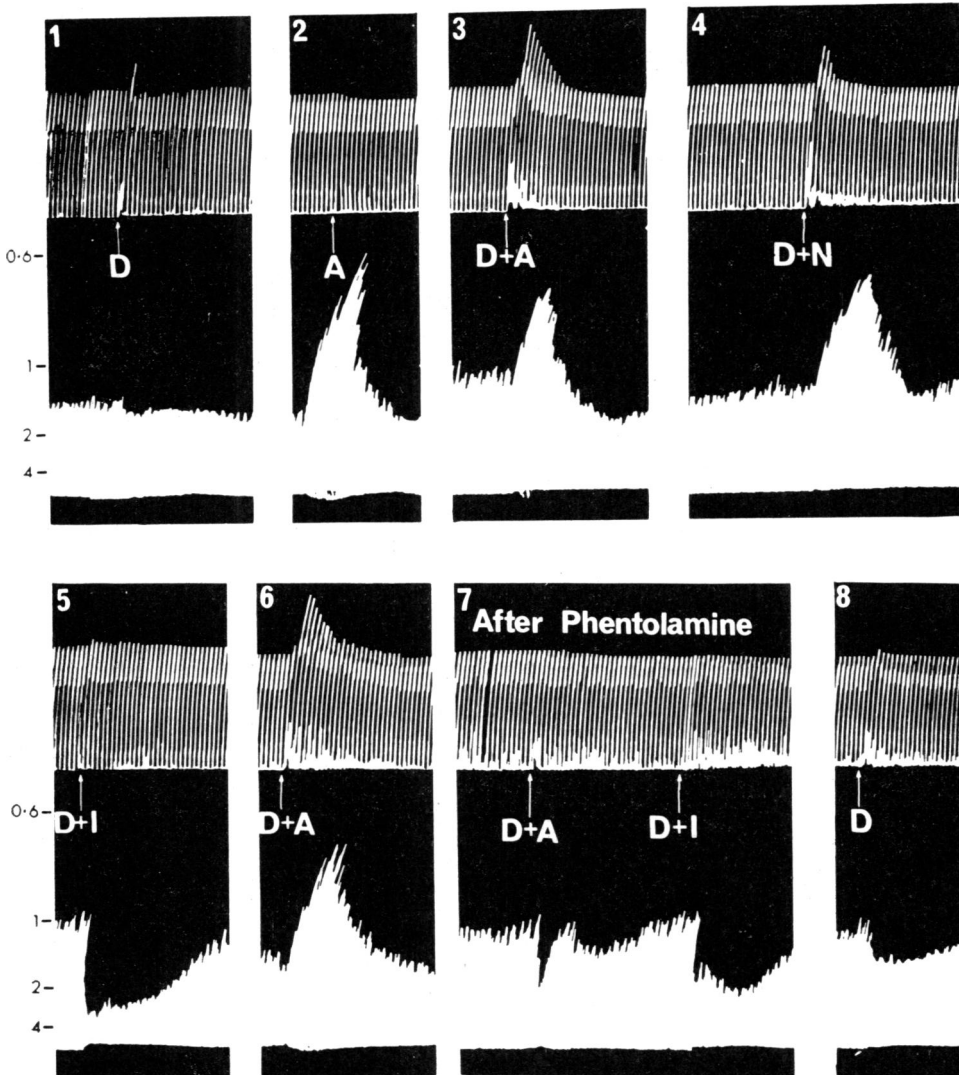 1
2
3
4
D
A
D+A
D+N
0·6-
1-
2-
4-
5
6
7
8
After Phentolamine
D+I
D+A
D+A
D+I
D
0·6-
1-
2-
4-